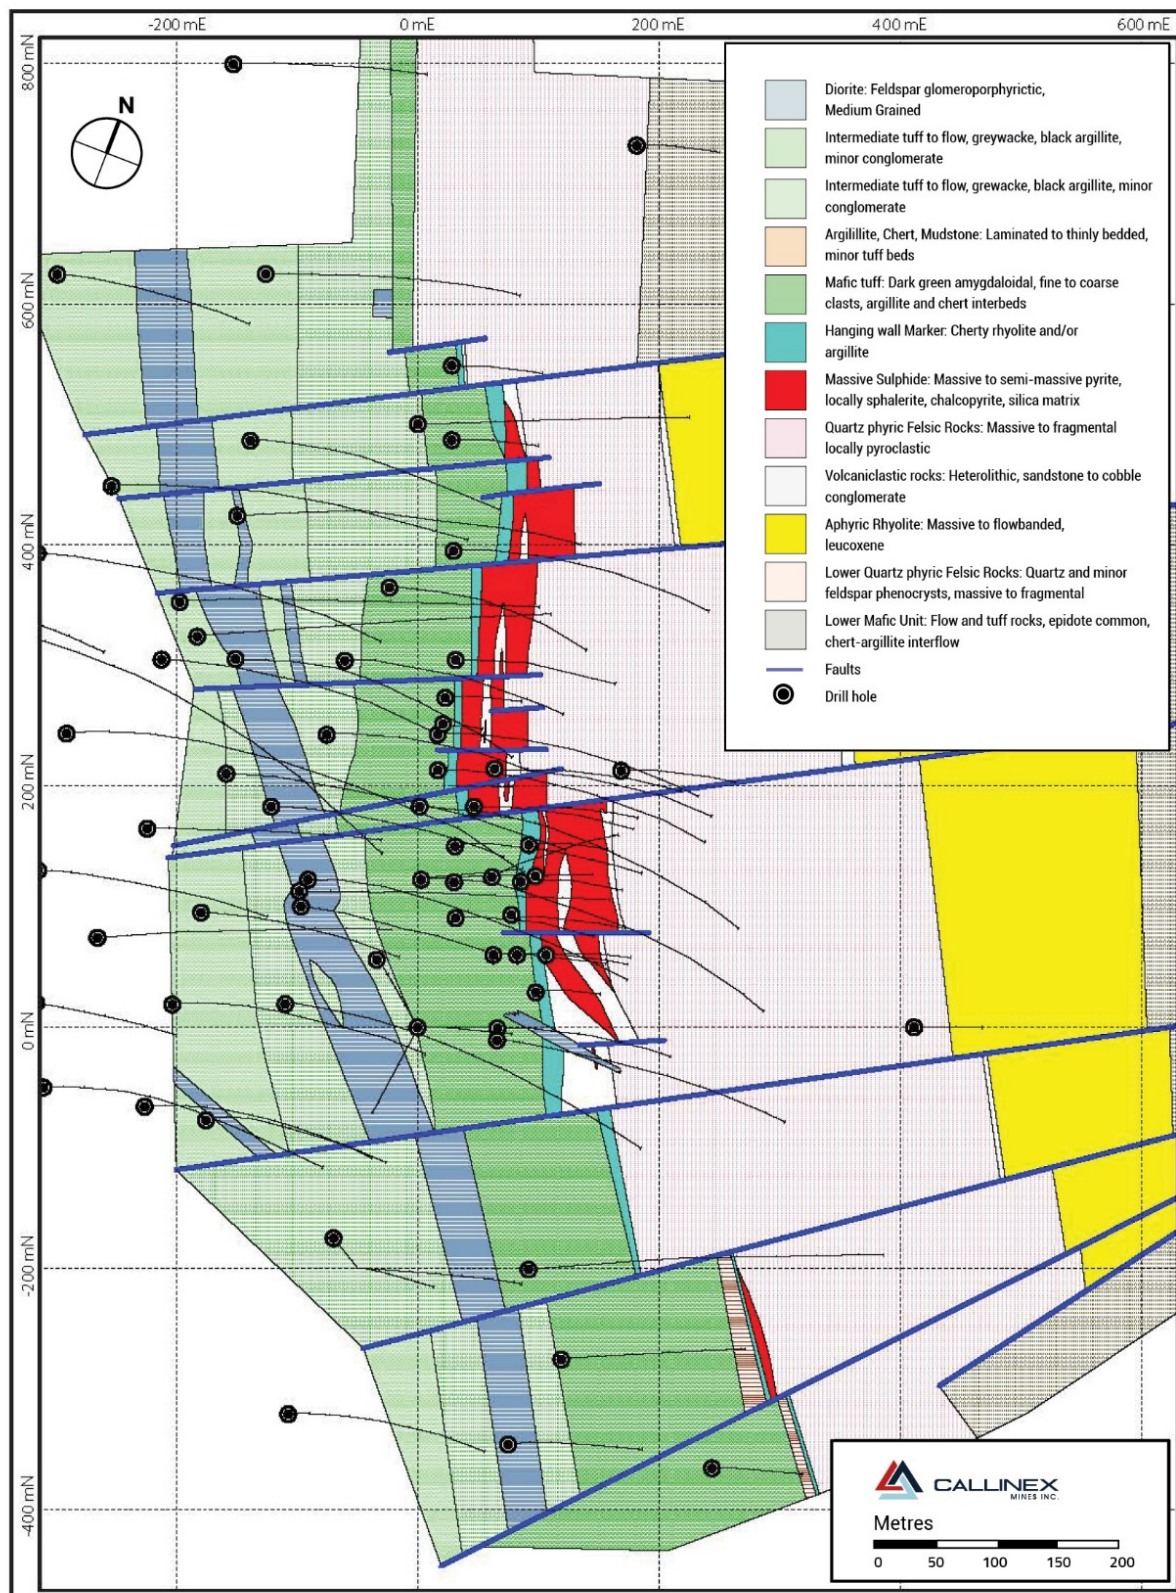 -200 mE
0 mE
200 mE
400 mE
600 mE
800 mN
600 mN
400 mN
200 mN
0 mN
-200 mN
-400 mN
N
Diorite: Feldspar glomeroporphyrictic,
Medium Grained
Intermediate tuff to flow, greywacke, black argillite,
minor conglomerate
Intermediate tuff to flow, grewacke, black argillite, minor
conglomerate
Argilillite, Chert, Mudstone: Laminated to thinly bedded,
minor tuff beds
Mafic tuff: Dark green amygdaloidal, fine to coarse
clasts, argillite and chert interbeds
Hanging wall Marker: Cherty rhyolite and/or
argillite
Massive Sulphide: Massive to semi-massive pyrite,
locally sphalerite, chalcopyrite, silica matrix
Quartz phyric Felsic Rocks: Massive to fragmental
locally pyroclastic
Volcaniclastic rocks: Heterolithic, sandstone to cobble
conglomerate
Aphyric Rhyolite: Massive to flowbanded,
leucoxene
Lower Quartz phyric Felsic Rocks: Quartz and minor
feldspar phenocrysts, massive to fragmental
Lower Mafic Unit: Flow and tuff rocks, epidote common,
chert-argillite interflow
Faults
Drill hole
CALLINEX
MINES INC.
Metres
0 50 100 150 200